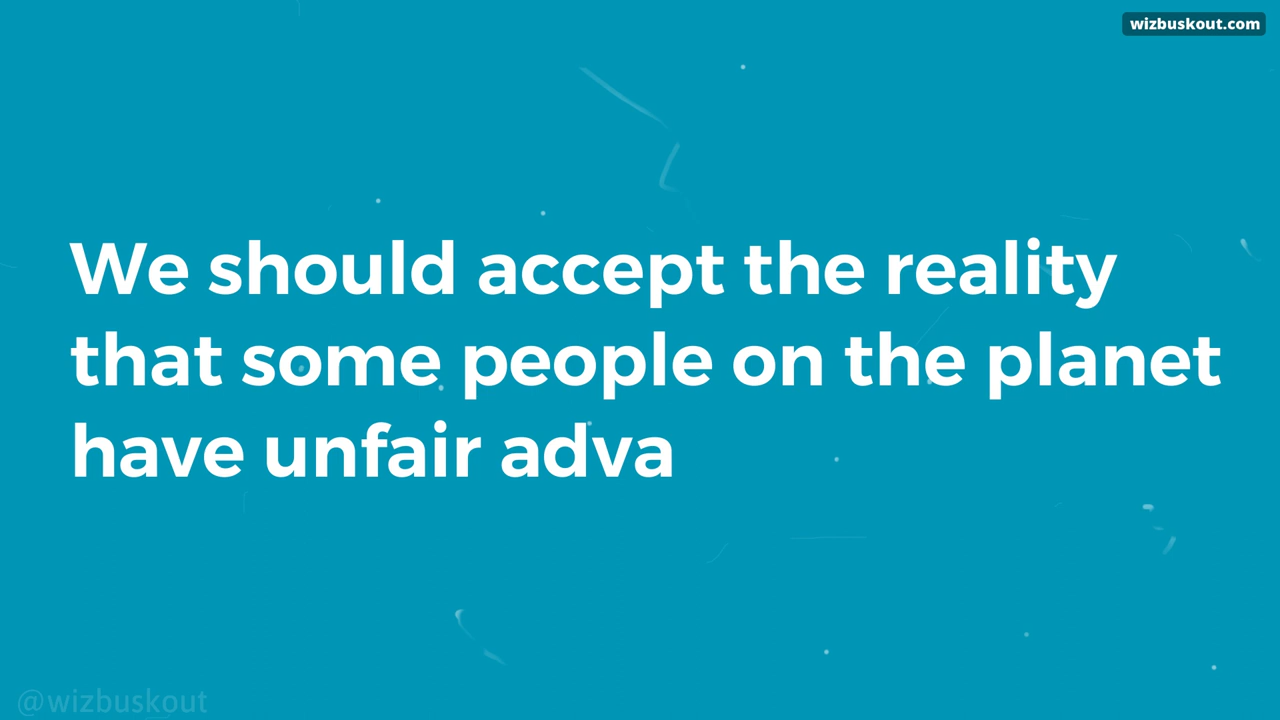 wizbuskout.com
We should accept the reality
that some people on the planet
have unfair adva
@wizbuskout